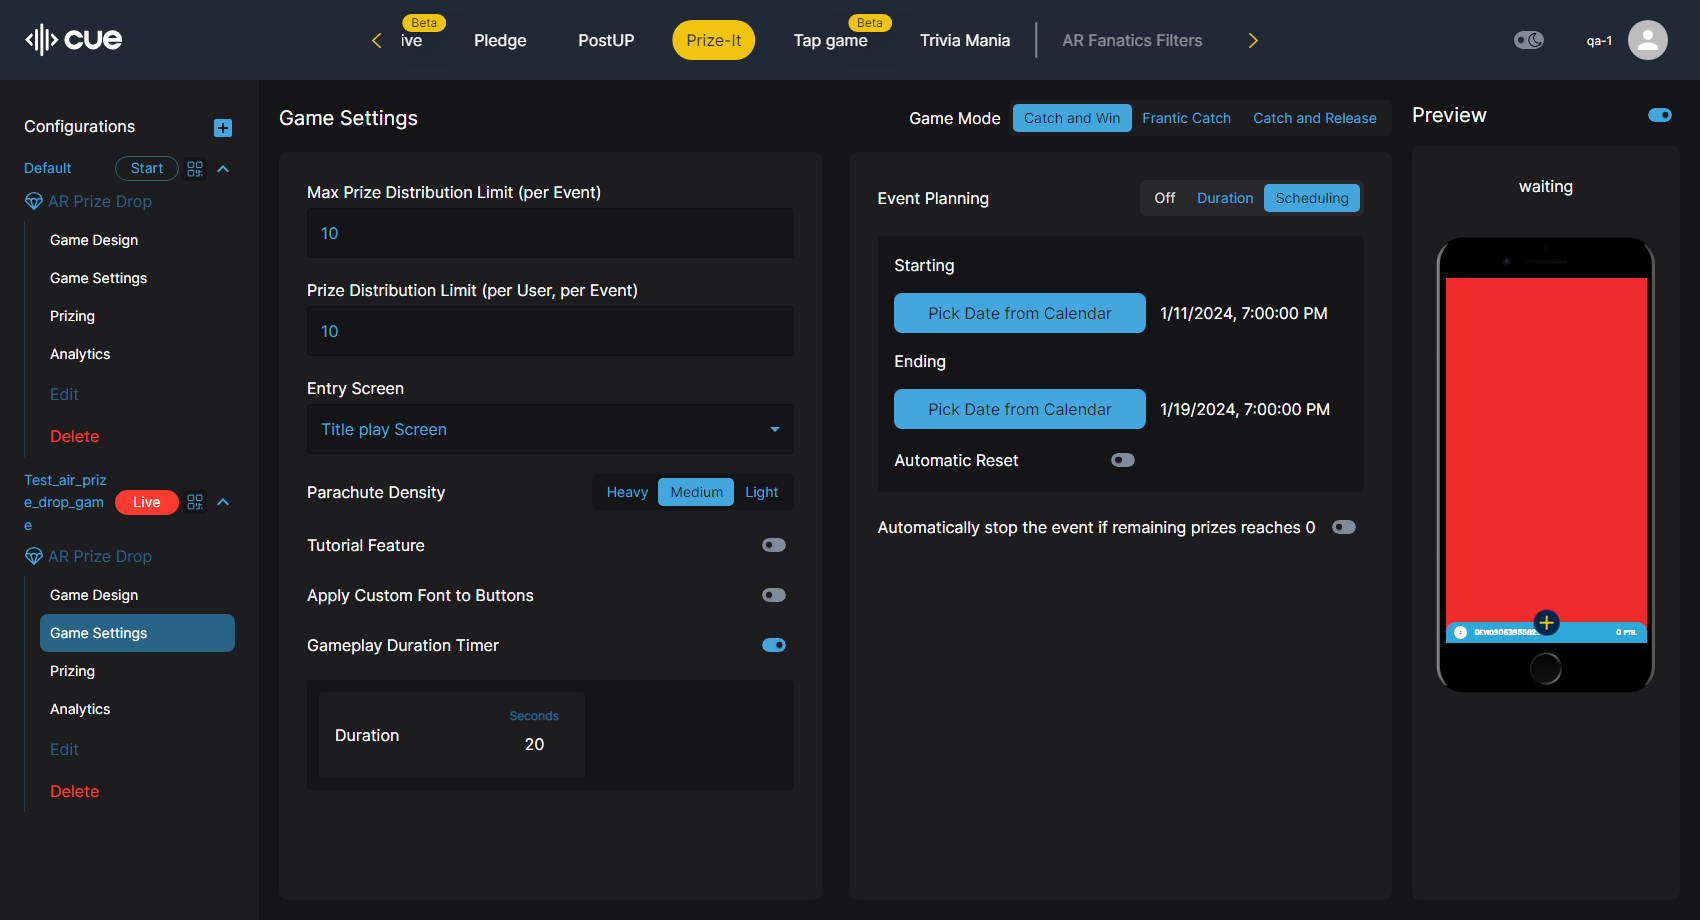 cue
Beta
ive
Pledge
PostUP
Prize-It
Beta
Tap game
Trivia Mania
AR Fanatics Filters
qa-1
Configurations
Default
Start
AR Prize Drop
Game Design
Game Settings
Prizing
Analytics
Edit
Delete
Test_air_priz
e_drop_gam
e
Live
AR Prize Drop
Game Design
Game Settings
Prizing
Analytics
Edit
Delete
Game Settings
Game Mode
Catch and Win
Frantic Catch
Catch and Release
Max Prize Distribution Limit (per Event)
10
Prize Distribution Limit (per User, per Event)
10
Entry Screen
Title play Screen
Parachute Density
Heavy
Medium
Light
Tutorial Feature
Apply Custom Font to Buttons
Gameplay Duration Timer
Duration
Seconds
20
Event Planning
Off
Duration
Scheduling
Starting
Pick Date from Calendar
1/11/2024, 7:00:00 PM
Ending
Pick Date from Calendar
1/19/2024, 7:00:00 PM
Automatic Reset
Automatically stop the event if remaining prizes reaches 0
Preview
waiting
0 PTS.